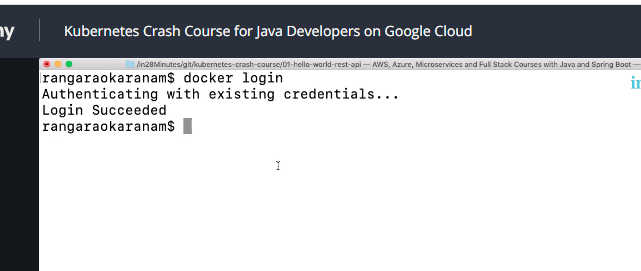 ny
Kubernetes Crash Course for Java Developers on Google Cloud
/in28Minutes/git/kubernetes-crash-course/01-hello-world-rest-api — AWS, Azure, Microservices and Full Stack Courses with Java and Spring Boot —
rangaraokaranam$ docker login
in
Authenticating with existing credentials...
Login Succeeded
rangaraokaranam$